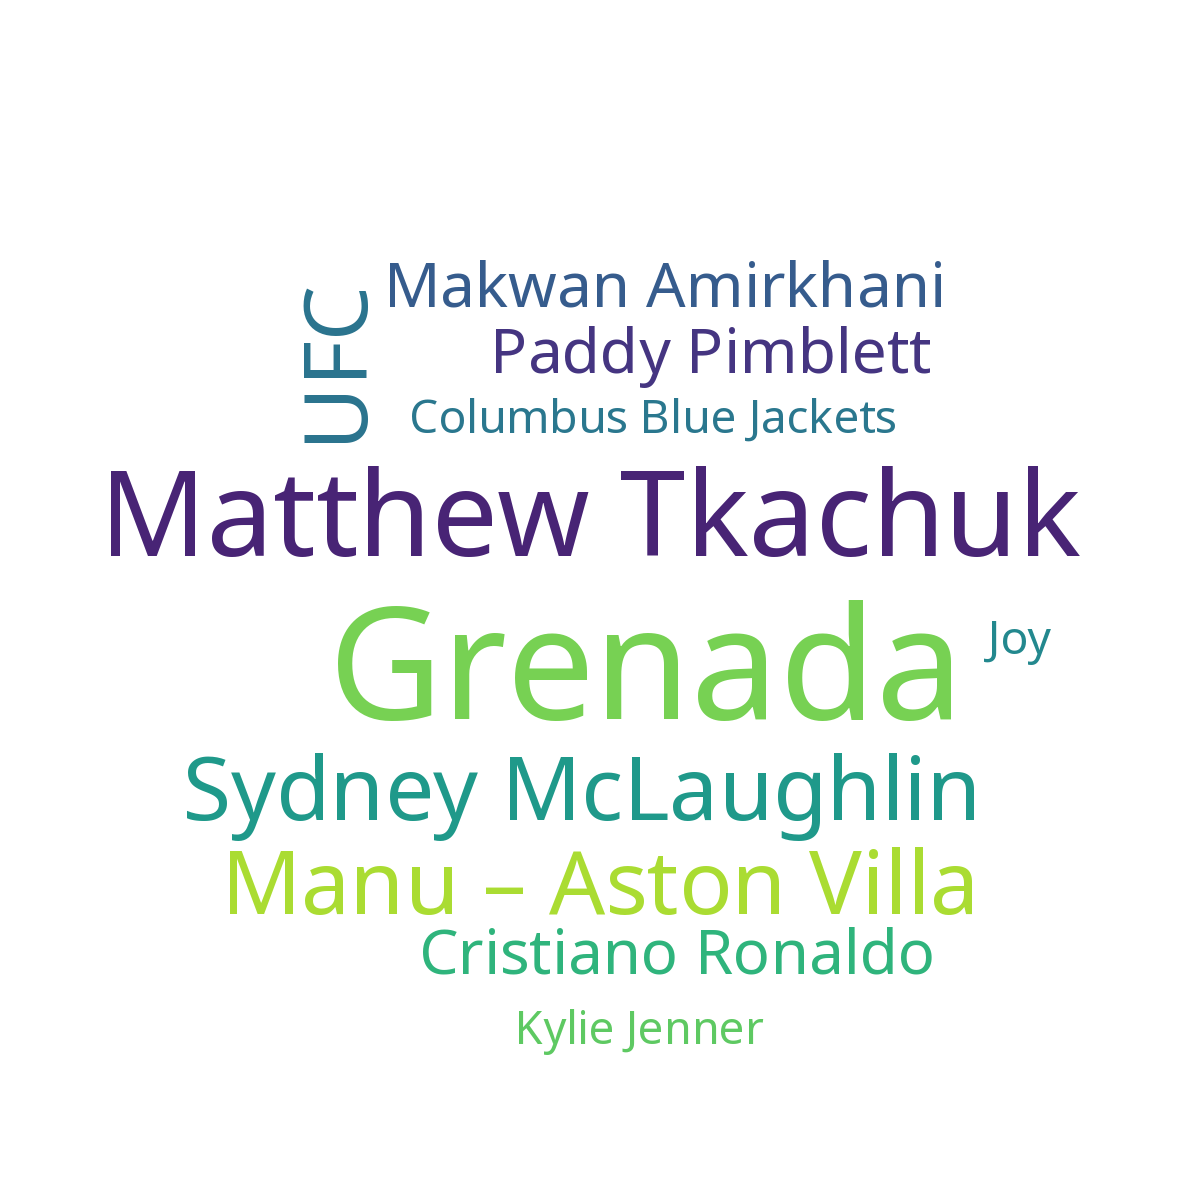 Makwan Amirkhani
UFC
Paddy Pimblett
Columbus Blue Jackets
Matthew Tkachuk
Grenada
Joy
Sydney McLaughlin
Manu – Aston Villa
Cristiano Ronaldo
Kylie Jenner